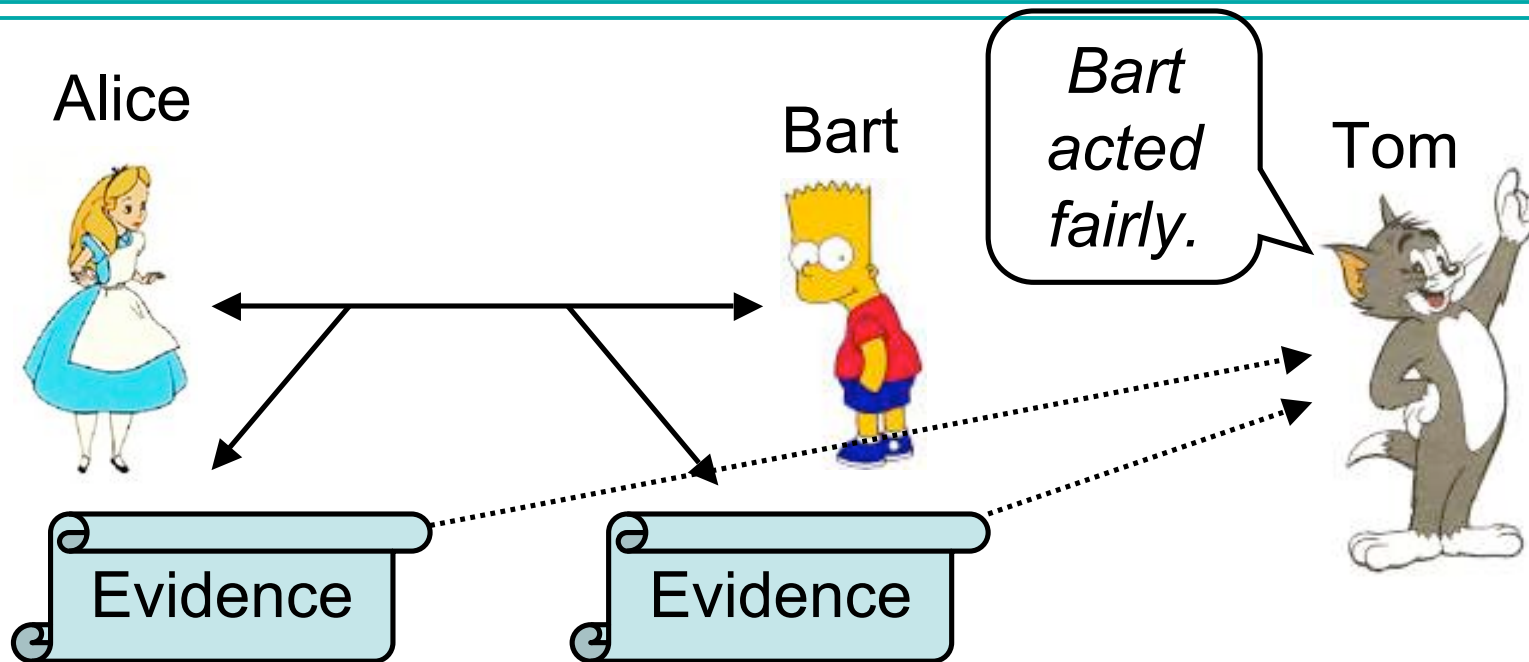 Alice
Bart
Bart
acted
fairly.
Tom
Evidence
Evidence